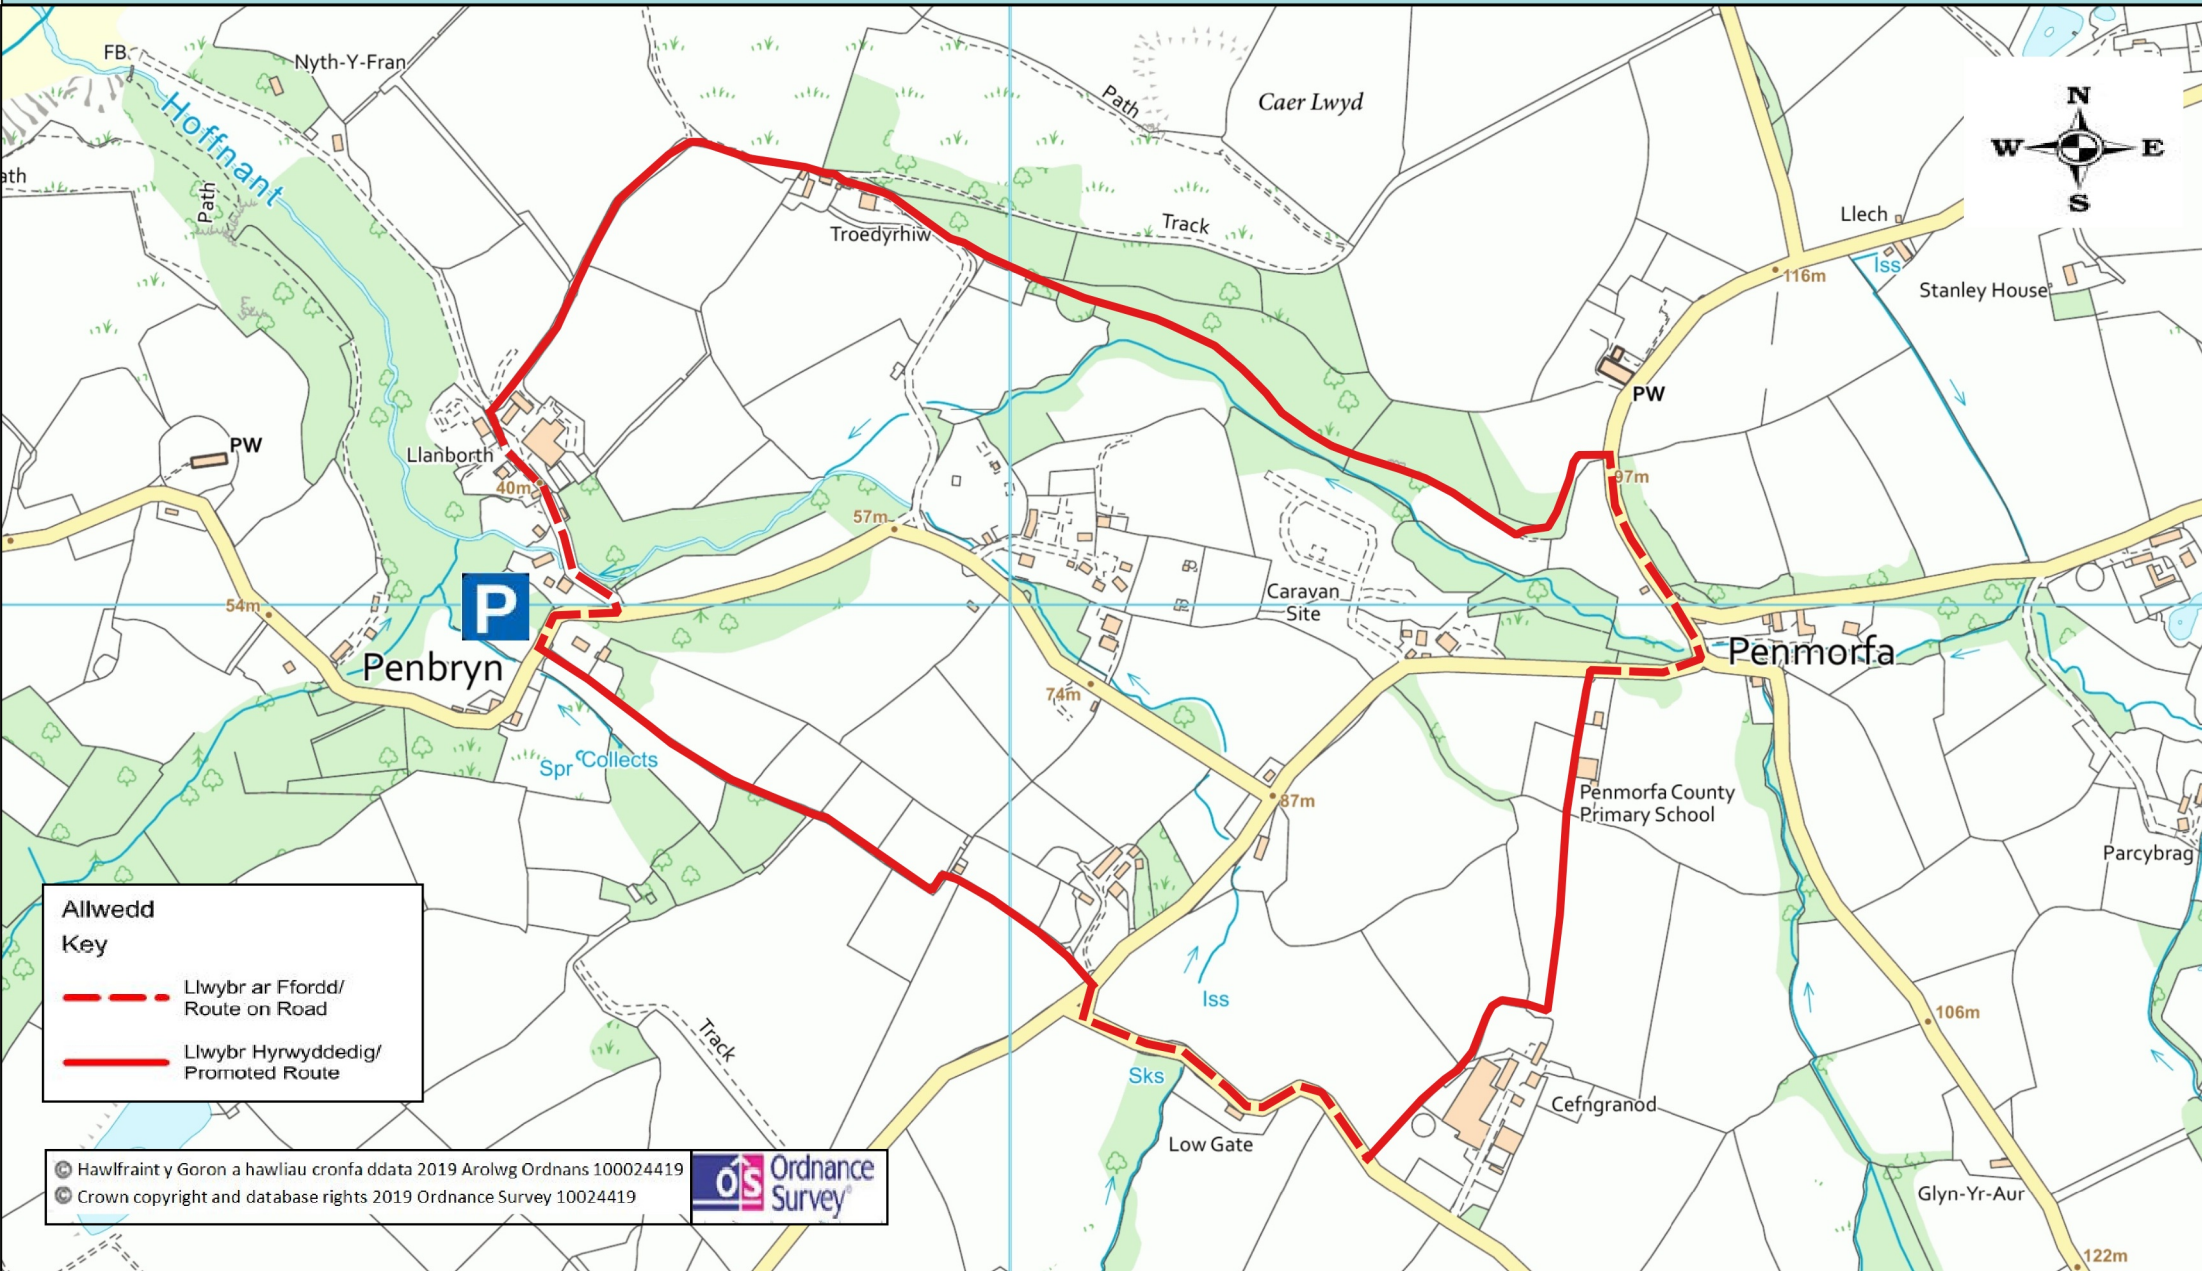 FB
Nyth-Y-Fran
Hoffnant
Path
Caer Lwyd
N
W
E
S
ath
Path
Llech
Track
Troedyrhiw
116m
Iss
Stanley House
PW
PW
Llanborth
97m
40m
57m
Caravan
Site
54m
P
Penbryn
Penmorfa
74m
Spr
Collects
87m
Penmorfa County
Primary School
Parcybrag
Allwedd
Key
Llwybr ar Ffordd/
Route on Road
Llwybr Hyrwyddedig/
Promoted Route
Iss
106m
Track
Sks
Cefngranod
Low Gate
Glyn-Yr-Aur
© Hawlfraint y Goron a hawliau cronfa ddata 2019 Arolwg Ordnans 100024419
© Crown copyright and database rights 2019 Ordnance Survey 10024419
OS
Ordnance
Survey®
122m